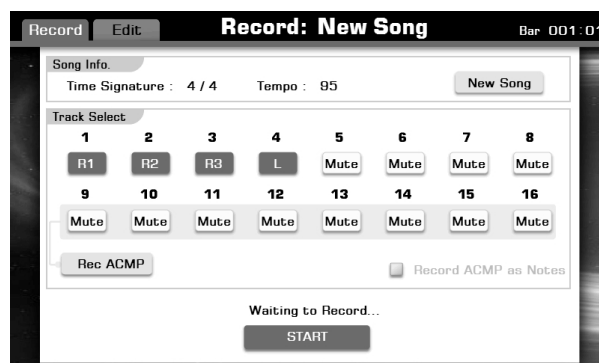 Record Edit Record: New Song Bar 001:01
Song Info.
Time Signature : 4 / 4 Tempo : 95 New Song
Track Select
1 2 3 4 5 6 7 8
R1 R2 R3 L Mute Mute Mute Mute
9 10 11 12 13 14 15 16
Mute Mute Mute Mute Mute Mute Mute Mute
Rec ACMP Record ACMP as Notes
Waiting to Record...
START